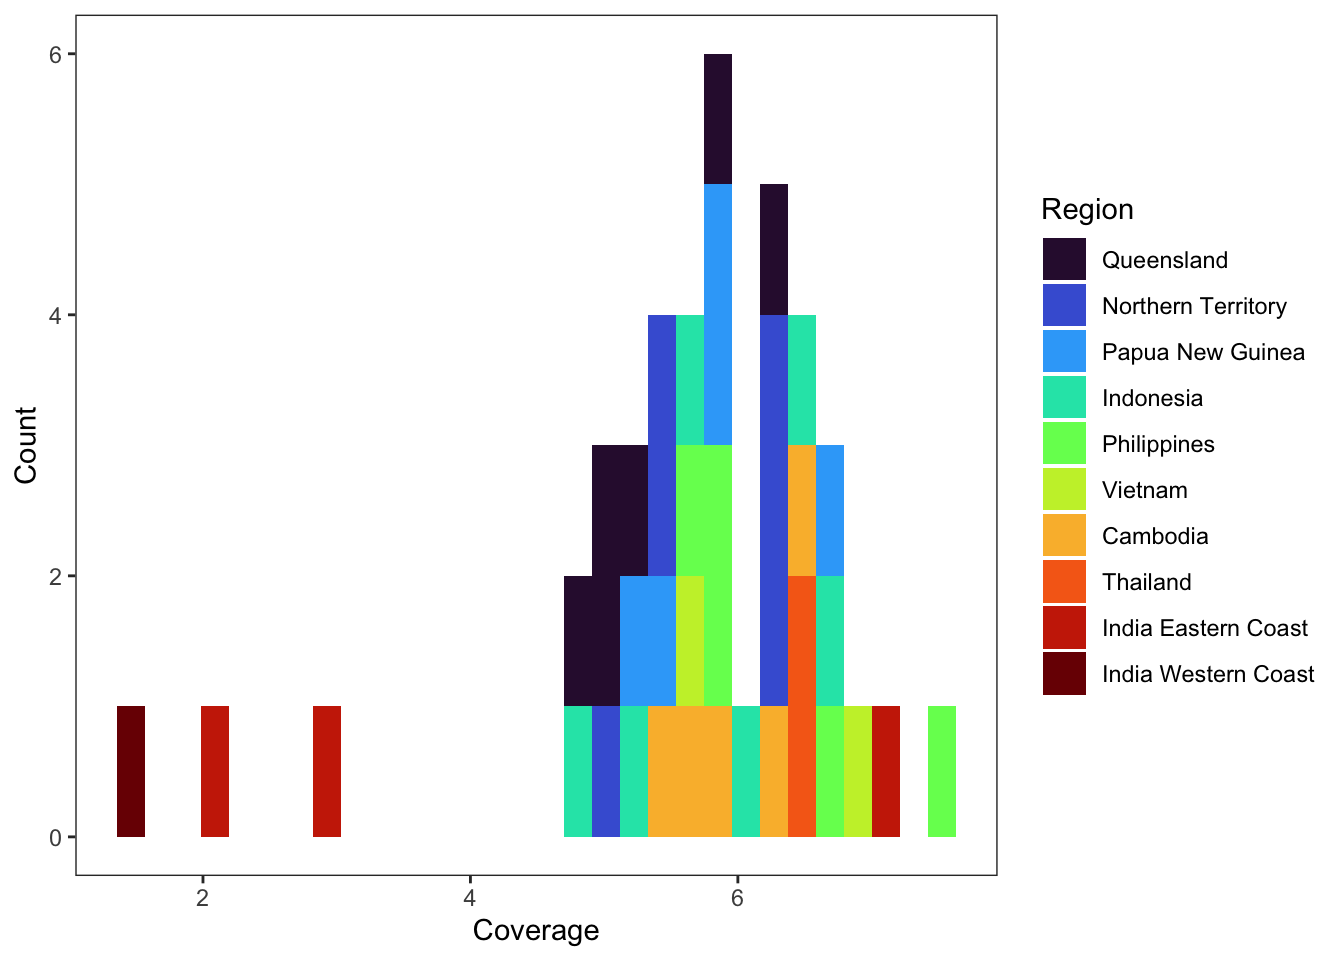 6
4
2
0
Count
2
4
6
Coverage
Region
Queensland
Northern Territory
Papua New Guinea
Indonesia
Philippines
Vietnam
Cambodia
Thailand
India Eastern Coast
India Western Coast